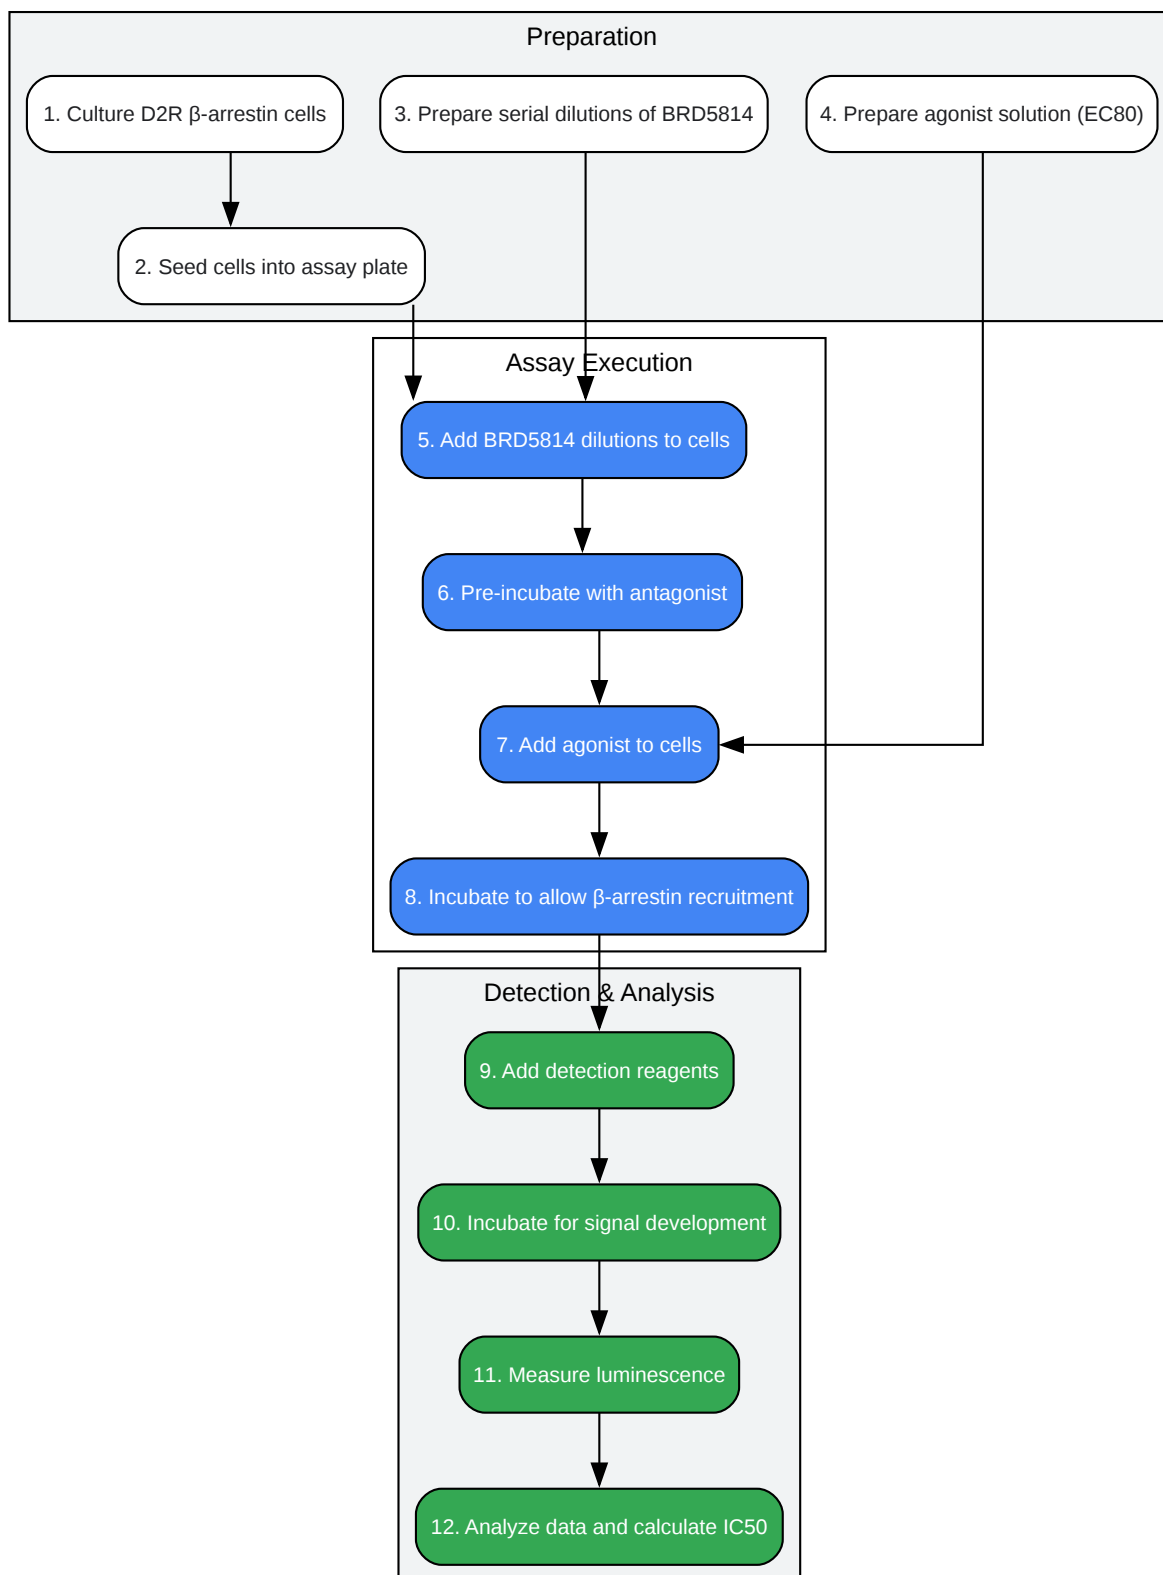 Preparation
1. Culture D2R β-arrestin cells
3. Prepare serial dilutions of BRD5814
4. Prepare agonist solution (EC80)
2. Seed cells into assay plate
Assay Execution
5. Add BRD5814 dilutions to cells
6. Pre-incubate with antagonist
7. Add agonist to cells
8. Incubate to allow β-arrestin recruitment
Detection & Analysis
9. Add detection reagents
10. Incubate for signal development
11. Measure luminescence
12. Analyze data and calculate IC50